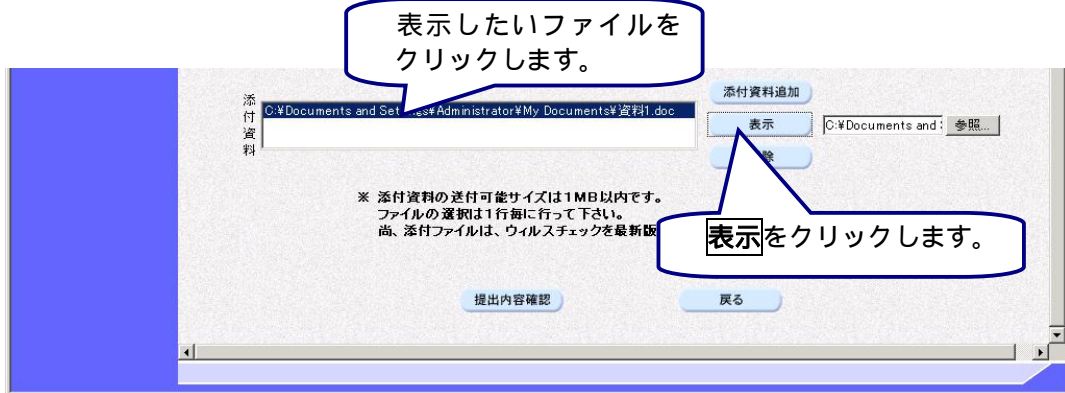 表示したいファイルを
クリックします。
添付資料
C:¥Documents and Set s¥Administrator¥My Documents¥資料1.doc
添付資料追加
表示
C:¥Documents and
参照...
除
※ 添付資料の送付可能サイズは1MB以内です。
ファイルの選択は1行毎に行って下さい。
尚、添付ファイルは、ウィルスチェックを最新版
表示をクリックします。
提出内容確認
戻る